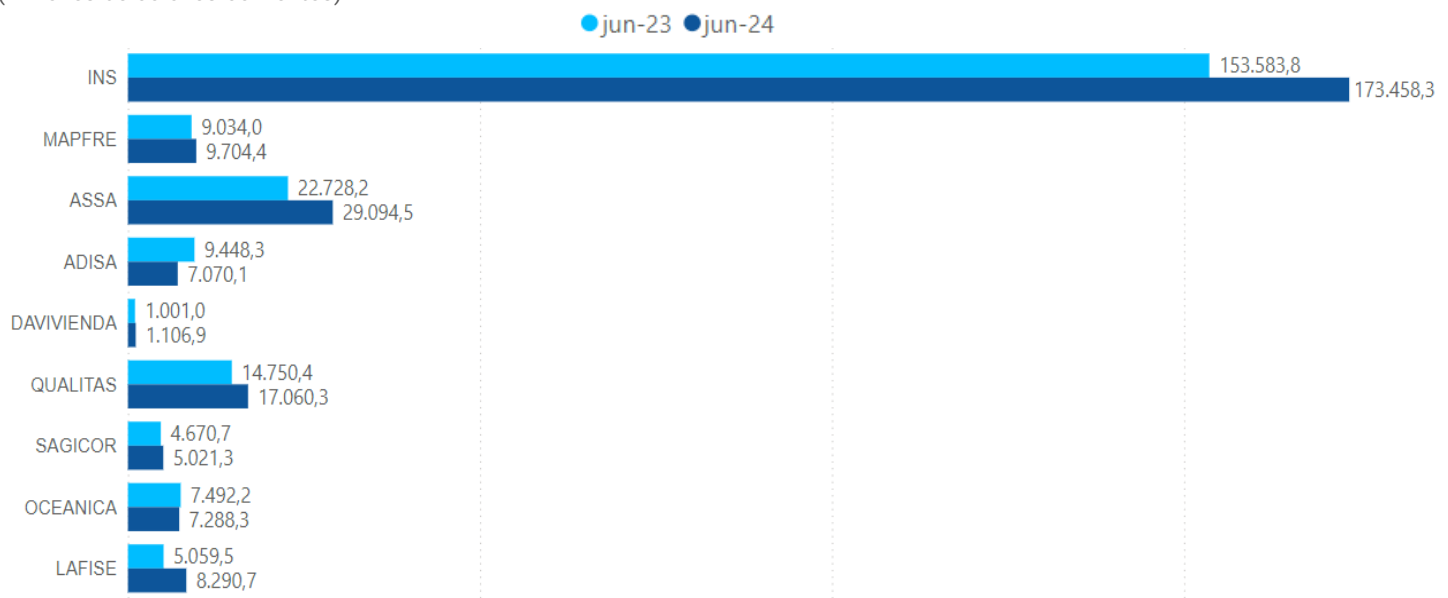 jun-23 jun-24
INS
153.583,8
173.458,3
MAPFRE
9.034,0
9.704,4
ASSA
22.728,2
29.094,5
ADISA
9.448,3
7.070,1
DAVIVIENDA
1.001,0
1.106,9
QUALITAS
14.750,4
17.060,3
SAGICOR
4.670,7
5.021,3
OCEANICA
7.492,2
7.288,3
LAFISE
5.059,5
8.290,7